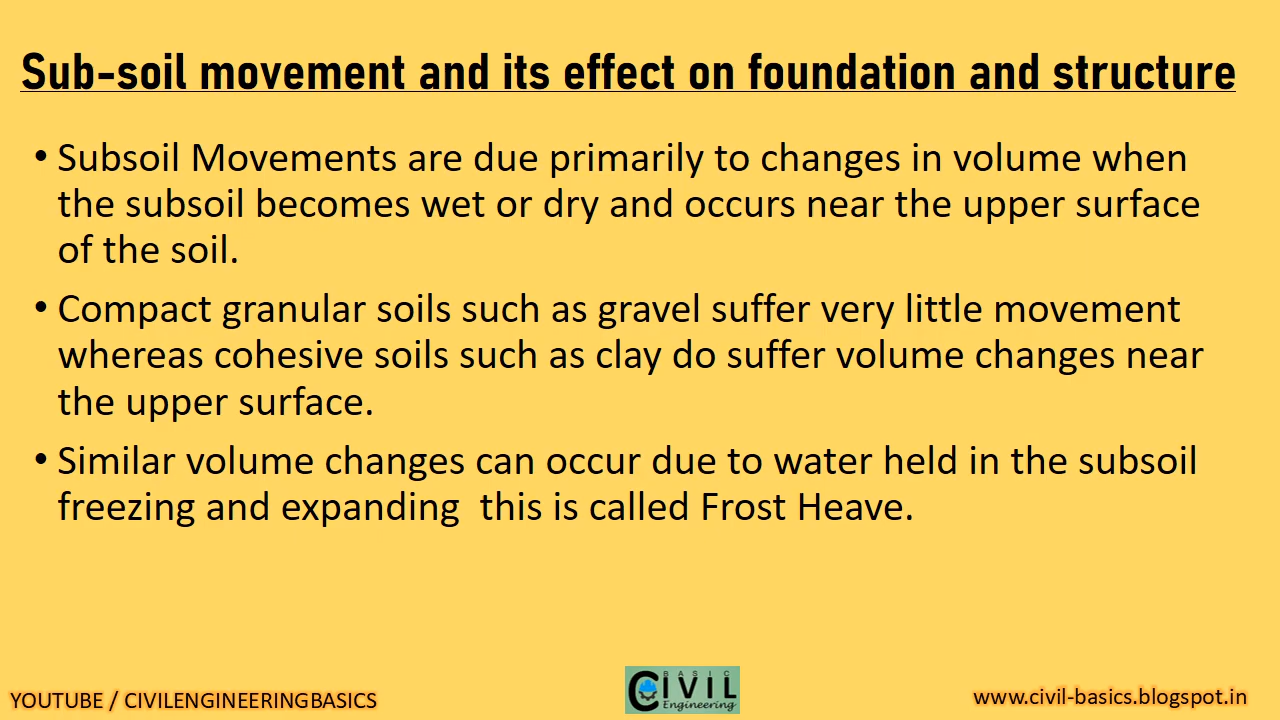 Sub-soil movement and its effect on foundation and structure
• Subsoil Movements are due primarily to changes in volume when
the subsoil becomes wet or dry and occurs near the upper surface
of the soil.
• Compact granular soils such as gravel suffer very little movement
whereas cohesive soils such as clay do suffer volume changes near
the upper surface.
• Similar volume changes can occur due to water held in the subsoil
freezing and expanding  this is called Frost Heave.
YOUTUBE / CIVILENGINEERINGBASICS
BASIC
CIVIL
Engineering
www.civil-basics.blogspot.in